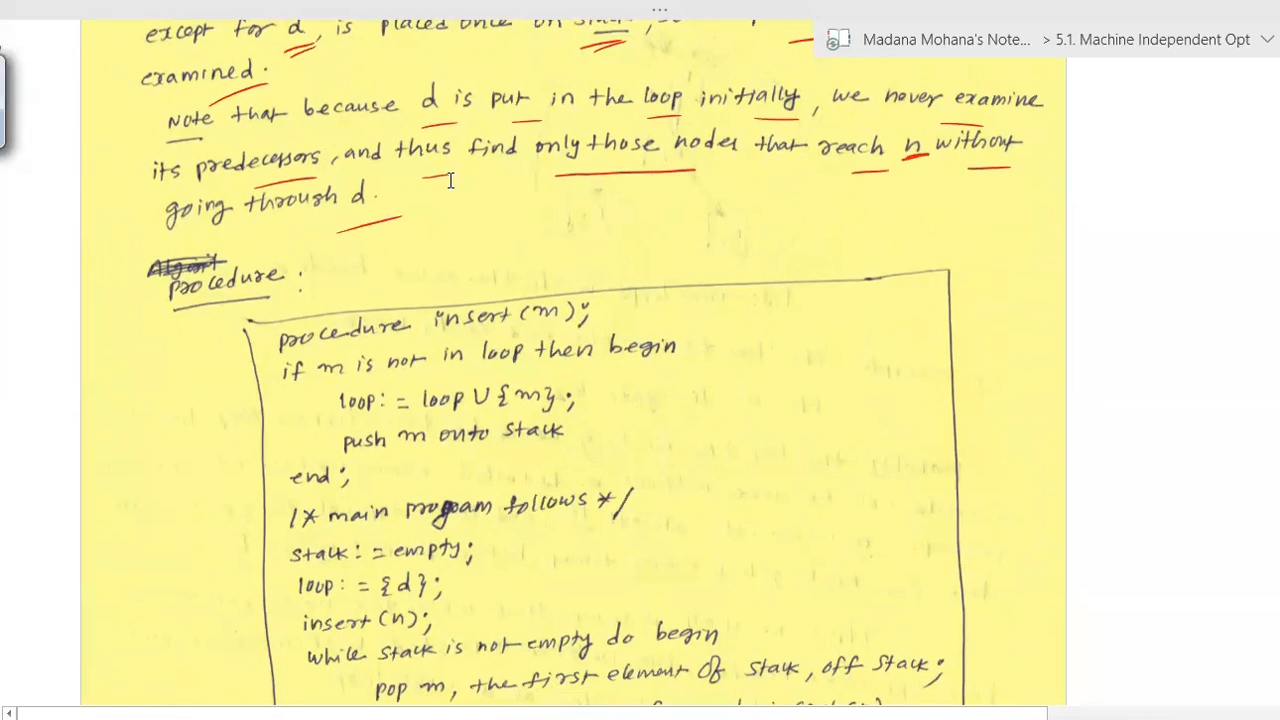 Madana Mohana's Note... > 5.1. Machine Independent Opt
except for d, is placed once on stack,
examined.
Note that because d is put in the loop initially, we never examine
its predecessors, and thus find only those nodes that reach n without
going through d.
procedure :
procedure insert(m);
if m is not in loop then begin
loop: = loop U {m};
push m onto stack
end;
/* main program follows */
stack: = empty;
loop: = {d};
insert(n);
while stack is not empty do begin
pop m, the first element of stack, off stack;